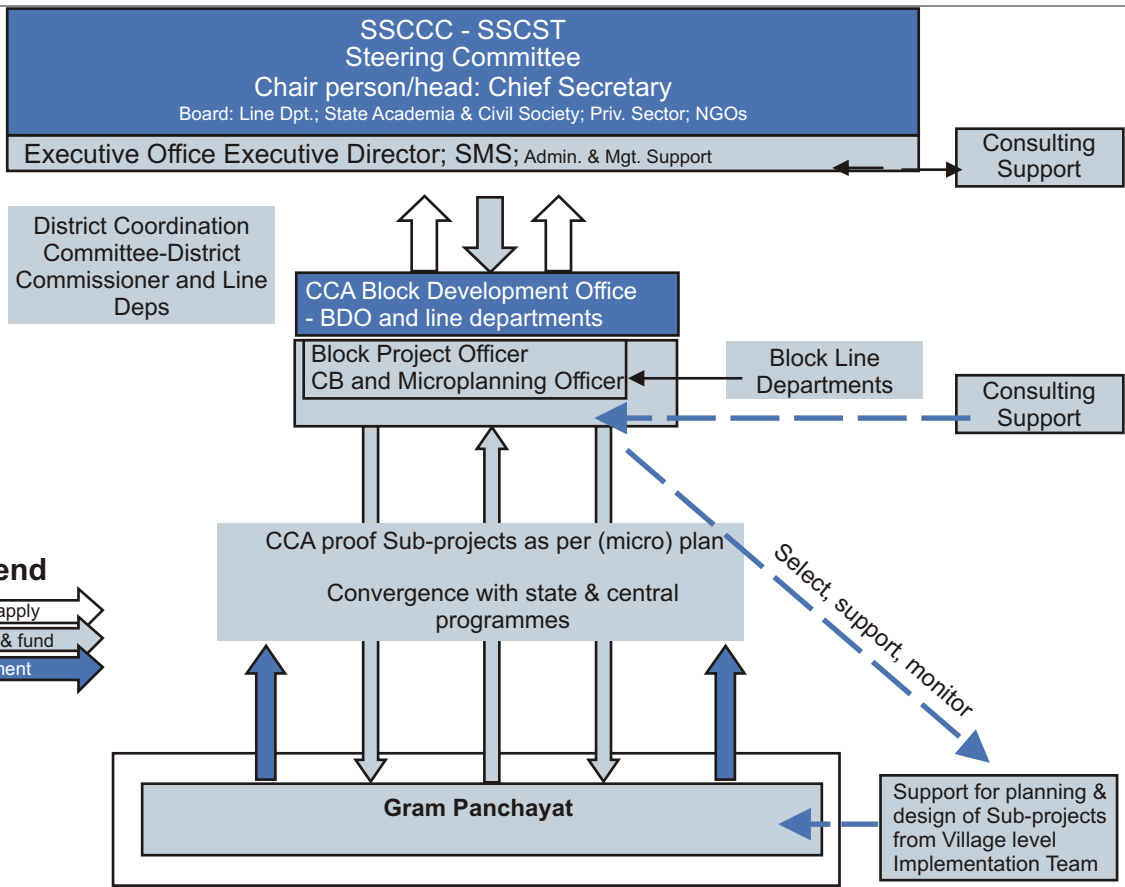 SSCCC - SSCST
Steering Committee
Chair person/head: Chief Secretary
Board: Line Dpt.; State Academia & Civil Society; Priv. Sector; NGOs
Executive Office Executive Director; SMS; Admin. & Mgt. Support
Consulting
Support
District Coordination
Committee-District
Commissioner and Line
Deps
CCA Block Development Office
- BDO and line departments
Block Project Officer
CB and Microplanning Officer
Block Line
Departments
Consulting
Support
CCA proof Sub-projects as per (micro) plan
Convergence with state & central
programmes
Select, support, monitor
end
apply
& fund
ment
Gram Panchayat
Support for planning &
design of Sub-projects
from Village level
Implementation Team